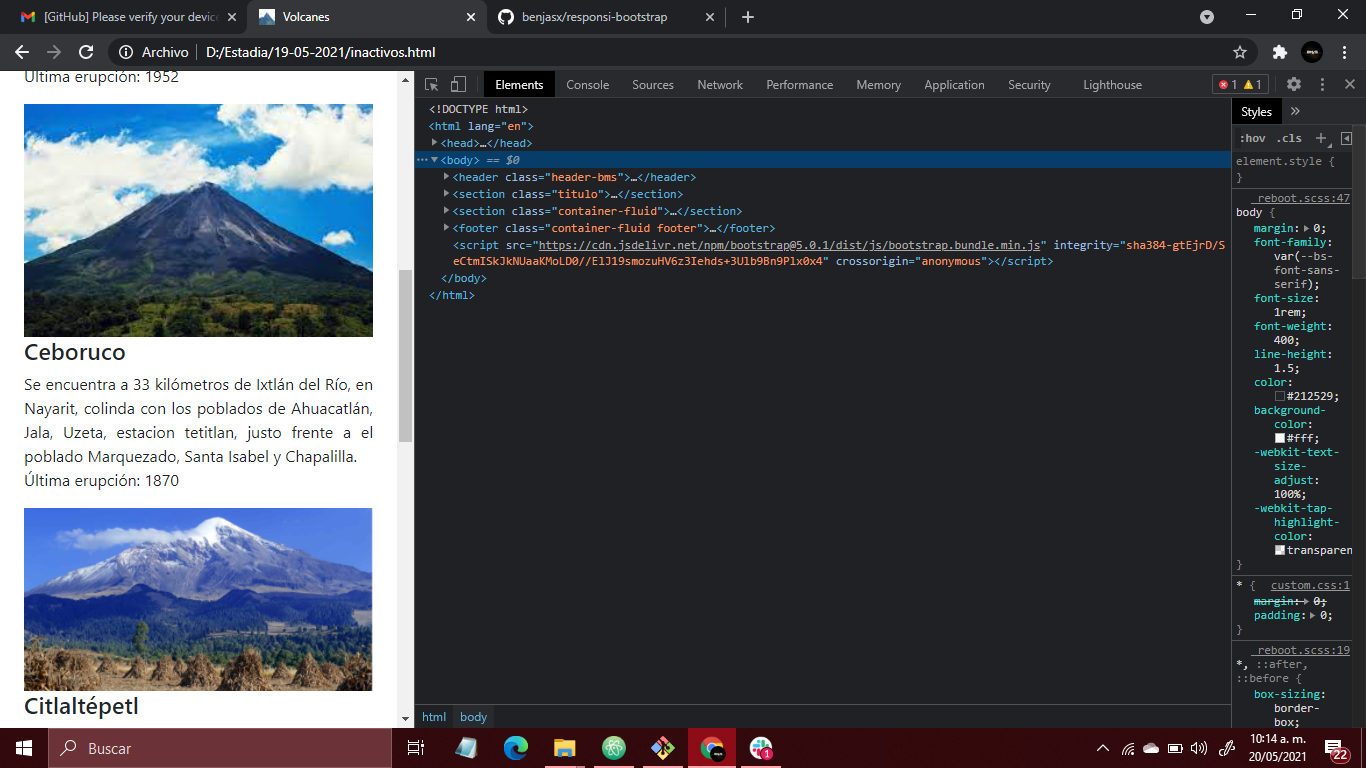 [GitHub] Please verify your device
Volcanes
benjasx/responsi-bootstrap
Archivo
D:/Estadia/19-05-2021/inactivos.html
Última erupción: 1952
Ceboruco
Se encuentra a 33 kilómetros de Ixtlán del Río, en
Nayarit, colinda con los poblados de Ahuacatlán,
Jala, Uzeta, estacion tetitlan, justo frente a el
poblado Marquezado, Santa Isabel y Chapalilla.
Última erupción: 1870
Citlaltépetl
Elements Console Sources Network Performance Memory Application Security Lighthouse 1 1
<!DOCTYPE html>
<html lang="en">
<head>…</head>
<body> == $0
<header class="header-bms">…</header>
<section class="titulo">…</section>
<section class="container-fluid">…</section>
<footer class="container-fluid footer">…</footer>
<script src="https://cdn.jsdelivr.net/npm/bootstrap@5.0.1/dist/js/bootstrap.bundle.min.js" integrity="sha384-gtEjrD/S
eCtmISkJkNUaaKMoLD0//ElJ19smozuHV6z3Iehds+3Ulb9Bn9Plx0x4" crossorigin="anonymous"></script>
</body>
</html>
html body
Styles »
:hov .cls +
element.style {
}
_reboot.scss:47
body {
margin: 0;
font-family:
var(--bs-
font-sans-
serif);
font-size:
1rem;
font-weight:
400;
line-height:
1.5;
color:
#212529;
background-
color:
#fff;
-webkit-text-
size-
adjust:
100%;
-webkit-tap-
highlight-
color:
transparen
}
* { custom.css:1
margin: 0;
padding: 0;
}
_reboot.scss:19
*, ::after,
::before {
box-sizing:
border-
box;
Buscar
1
10:14 a. m.
20/05/2021
22